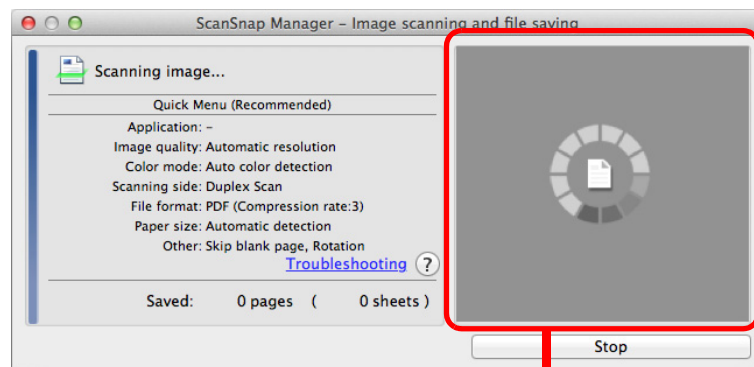 ScanSnap Manager – Image scanning and file saving
Scanning image...
Quick Menu (Recommended)
Application: –
Image quality: Automatic resolution
Color mode: Auto color detection
Scanning side: Duplex Scan
File format: PDF (Compression rate:3)
Paper size: Automatic detection
Other: Skip blank page, Rotation
Troubleshooting ?
Saved: 0 pages ( 0 sheets )
Stop